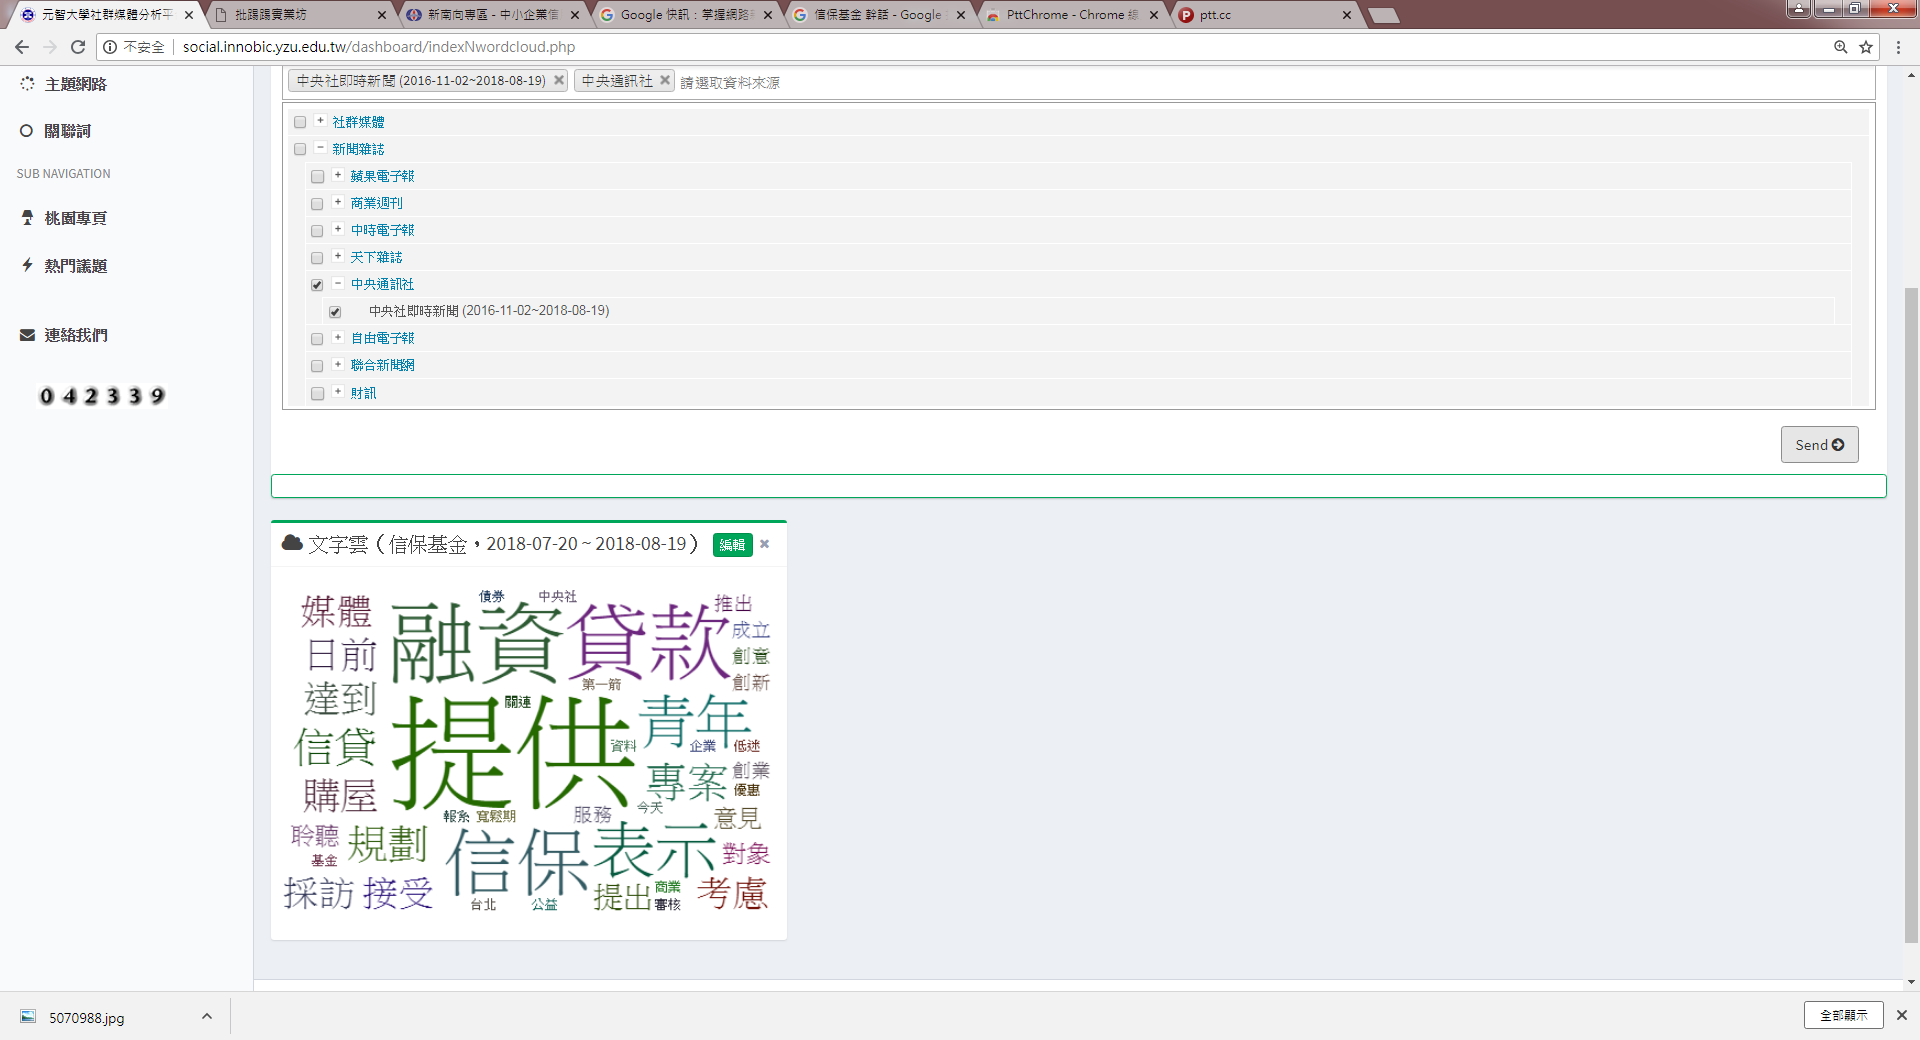 元智大學社群媒體分析平
批踢踢實業坊
新南向專區 - 中小企業信
Google 快訊：掌握網路
信保基金 幹話 - Google
PttChrome - Chrome 線
ptt.cc
不安全 social.innobic.yzu.edu.tw/dashboard/indexNwordcloud.php
主題網路
關聯詞
SUB NAVIGATION
桃園專頁
熱門議題
連絡我們
042339
中央社即時新聞 (2016-11-02~2018-08-19) 中央通訊社 請選取資料來源
社群媒體
新聞雜誌
蘋果電子報
商業週刊
中時電子報
天下雜誌
中央通訊社
中央社即時新聞 (2016-11-02~2018-08-19)
自由電子報
聯合新聞網
財訊
Send
文字雲（信保基金，2018-07-20 ~ 2018-08-19） 編輯
債券 中央社 推出
媒體 融資 貸款
成立
日前 創意
第一箭 創新
達到 關連 青年
提供
信貸 資料 企業 低迷
購屋 專案 創業
優惠
報系 寬鬆期 服務 今天 意見
聆聽 規劃 信保 表示 對象
基金
採訪 接受 提出 商業 考慮
台北 公益 審核
5070988.jpg
全部顯示